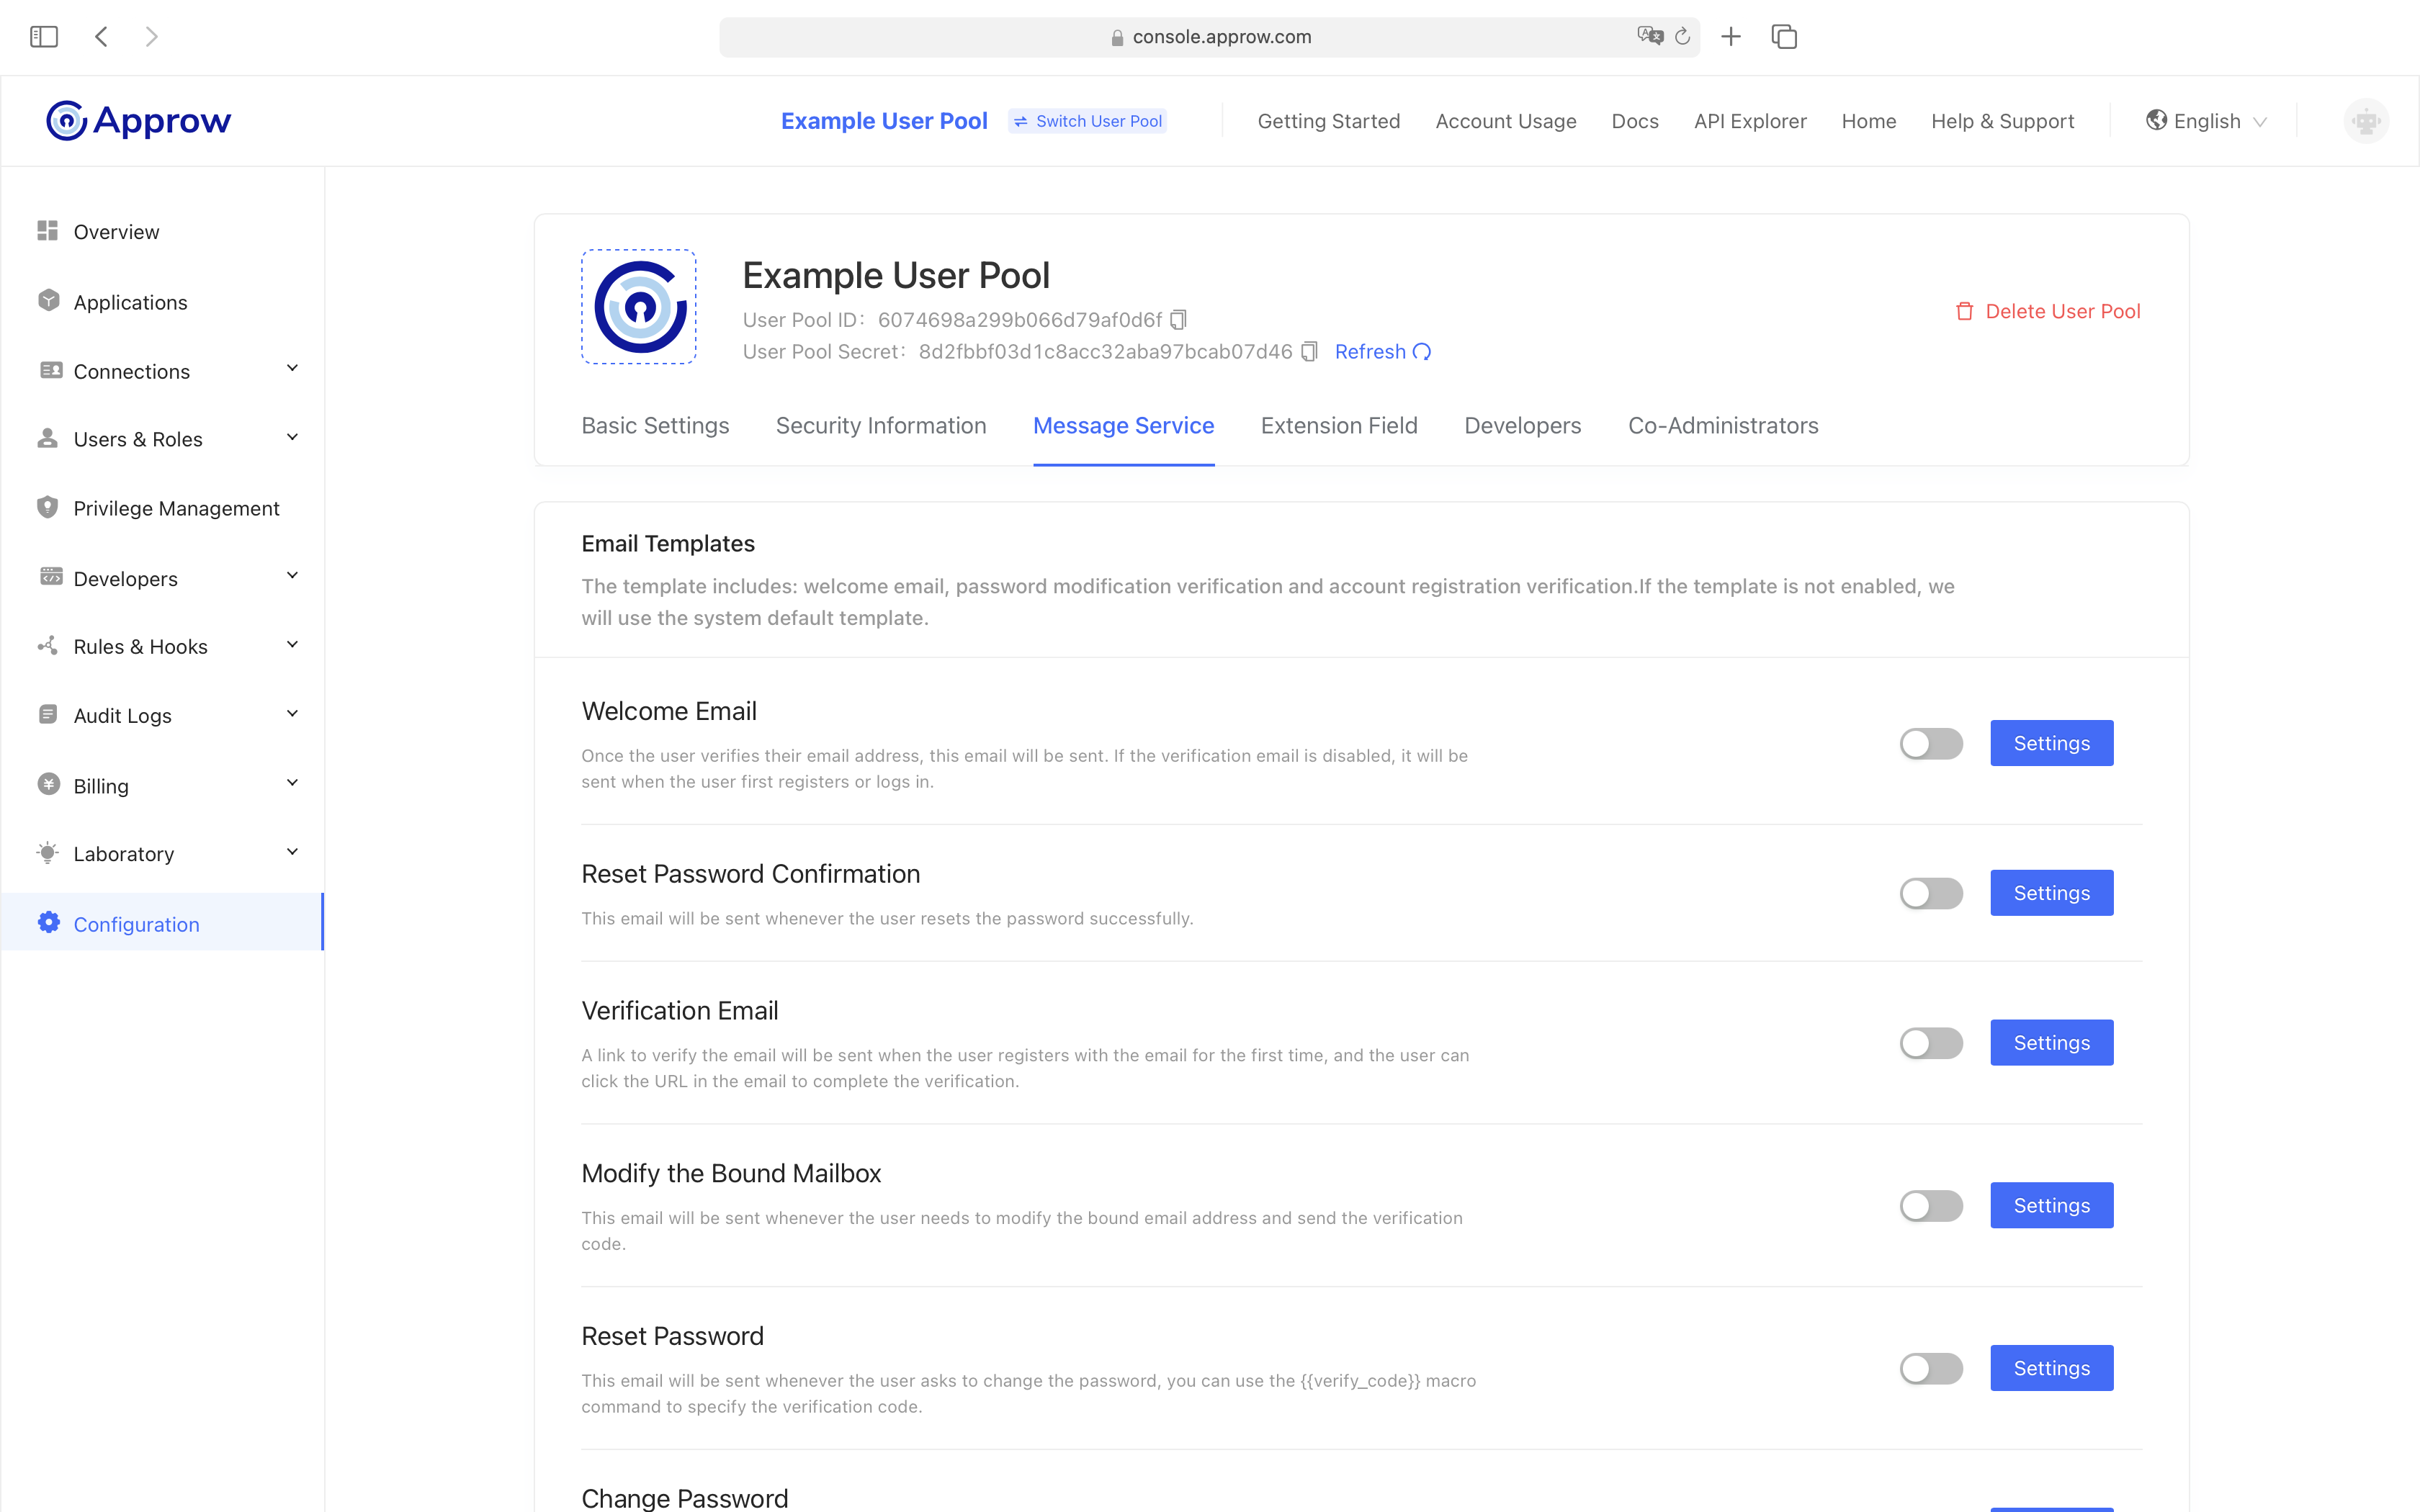 console.approw.com
Approw
Example User Pool
Switch User Pool
Getting Started
Account Usage
Docs
API Explorer
Home
Help & Support
English
Overview
Applications
Connections
Users & Roles
Privilege Management
Developers
Rules & Hooks
Audit Logs
Billing
Laboratory
Configuration
Example User Pool
User Pool ID: 6074698a299b066d79af0d6f
User Pool Secret: 8d2fbbf03d1c8acc32aba97bcab07d46 Refresh
Delete User Pool
Basic Settings
Security Information
Message Service
Extension Field
Developers
Co-Administrators
Email Templates
The template includes: welcome email, password modification verification and account registration verification.If the template is not enabled, we
will use the system default template.
Welcome Email
Once the user verifies their email address, this email will be sent. If the verification email is disabled, it will be
sent when the user first registers or logs in.
Settings
Reset Password Confirmation
This email will be sent whenever the user resets the password successfully.
Settings
Verification Email
A link to verify the email will be sent when the user registers with the email for the first time, and the user can
click the URL in the email to complete the verification.
Settings
Modify the Bound Mailbox
This email will be sent whenever the user needs to modify the bound email address and send the verification
code.
Settings
Reset Password
This email will be sent whenever the user asks to change the password, you can use the {{verify_code}} macro
command to specify the verification code.
Settings
Change Password